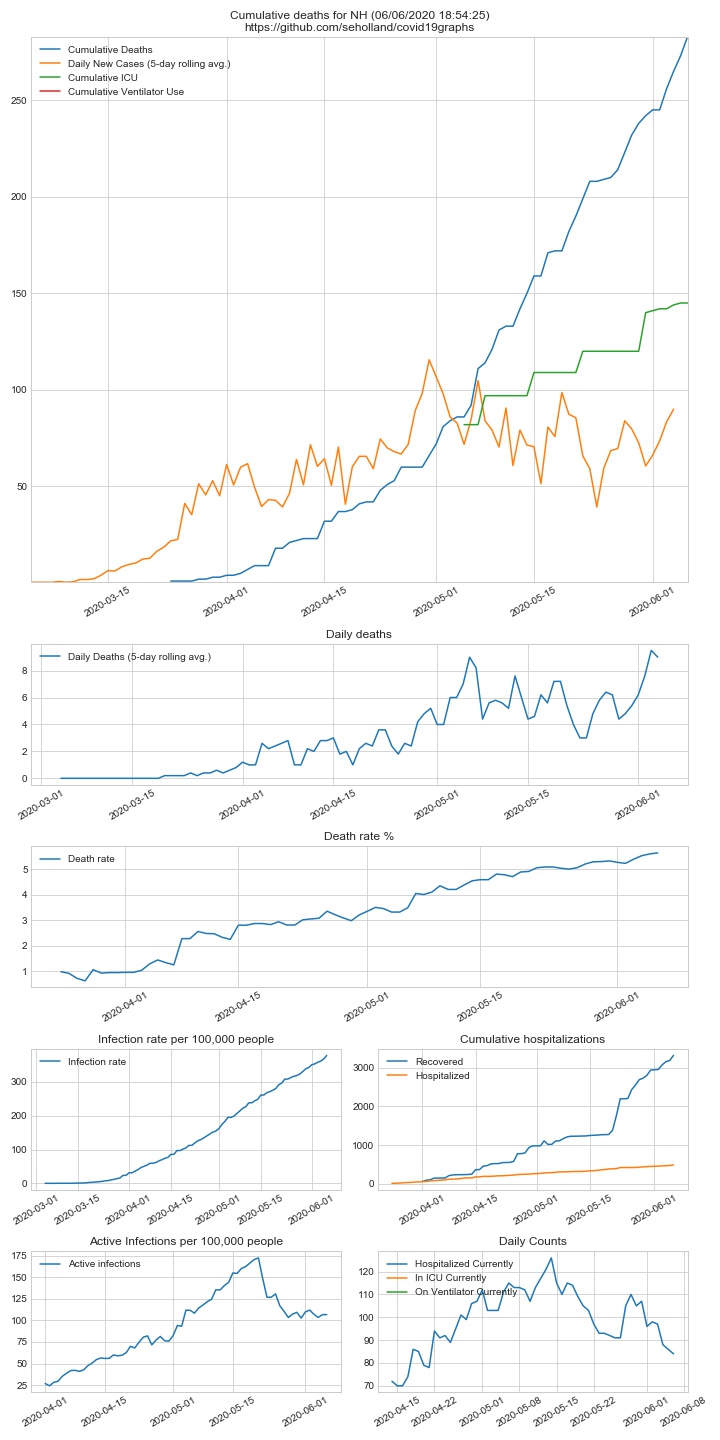 Cumulative deaths for NH (06/06/2020 18:54:25)
https://github.com/seholland/covid19graphs
Cumulative Deaths
Daily New Cases (5-day rolling avg.)
Cumulative ICU
Cumulative Ventilator Use
250
200
150
100
50
2020-03-15 2020-04-01 2020-04-15 2020-05-01 2020-05-15 2020-06-01
Daily deaths
Daily Deaths (5-day rolling avg.)
8
6
4
2
0
2020-03-01 2020-03-15 2020-04-01 2020-04-15 2020-05-01 2020-05-15 2020-06-01
Death rate %
Death rate
5
4
3
2
1
2020-04-01 2020-04-15 2020-05-01 2020-05-15 2020-06-01
Infection rate per 100,000 people
Infection rate
300
200
100
0
2020-03-01 2020-03-15 2020-04-01 2020-04-15 2020-05-01 2020-05-15 2020-06-01
Cumulative hospitalizations
Recovered
Hospitalized
3000
2000
1000
0
2020-04-01 2020-04-15 2020-05-01 2020-05-15 2020-06-01
Active Infections per 100,000 people
Active infections
175
150
125
100
75
50
25
2020-04-01 2020-04-15 2020-05-01 2020-05-15 2020-06-01
Daily Counts
Hospitalized Currently
In ICU Currently
On Ventilator Currently
120
110
100
90
80
70
2020-04-15 2020-04-22 2020-05-01 2020-05-08 2020-05-15 2020-05-22 2020-06-01 2020-06-08